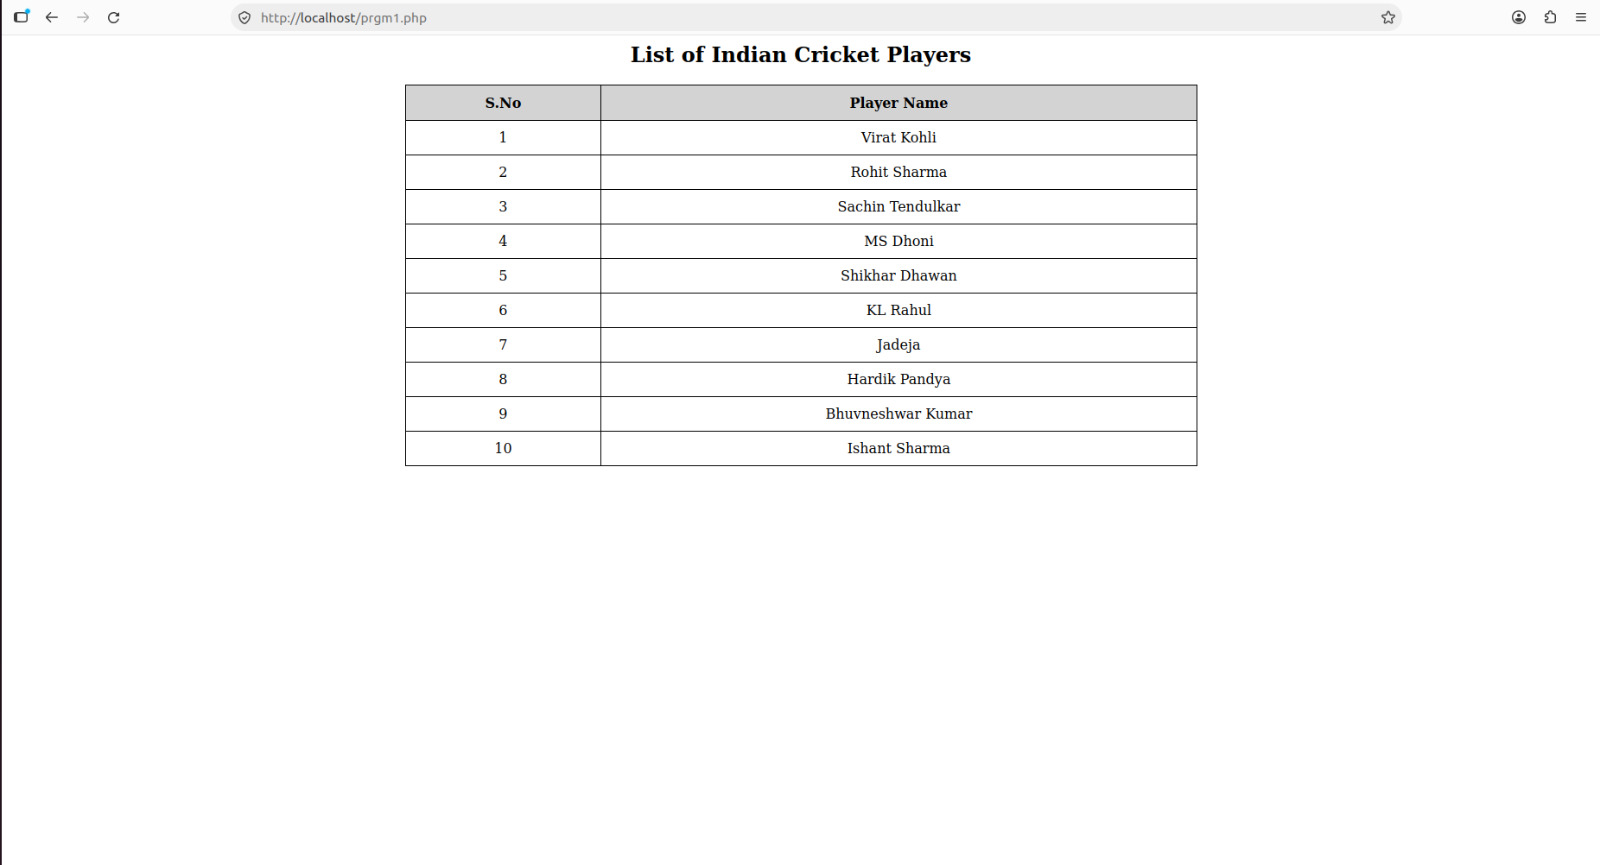 http://localhost/prgm1.php
List of Indian Cricket Players
S.No Player Name
1 Virat Kohli
2 Rohit Sharma
3 Sachin Tendulkar
4 MS Dhoni
5 Shikhar Dhawan
6 KL Rahul
7 Jadeja
8 Hardik Pandya
9 Bhuvneshwar Kumar
10 Ishant Sharma